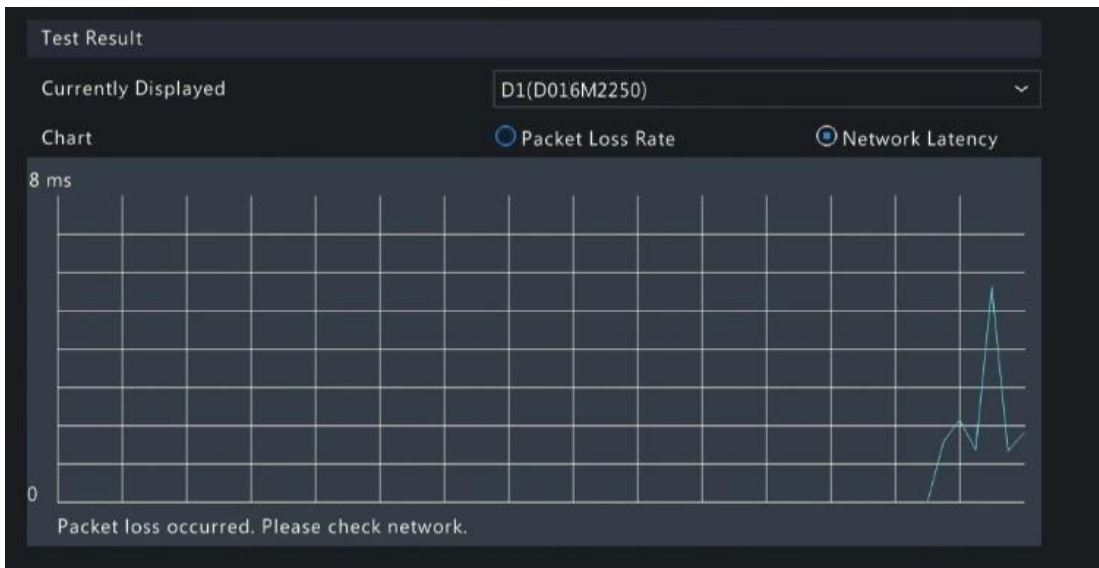 Test Result
Currently Displayed D1(D016M2250)
Chart Packet Loss Rate Network Latency
8 ms
0
Packet loss occurred. Please check network.